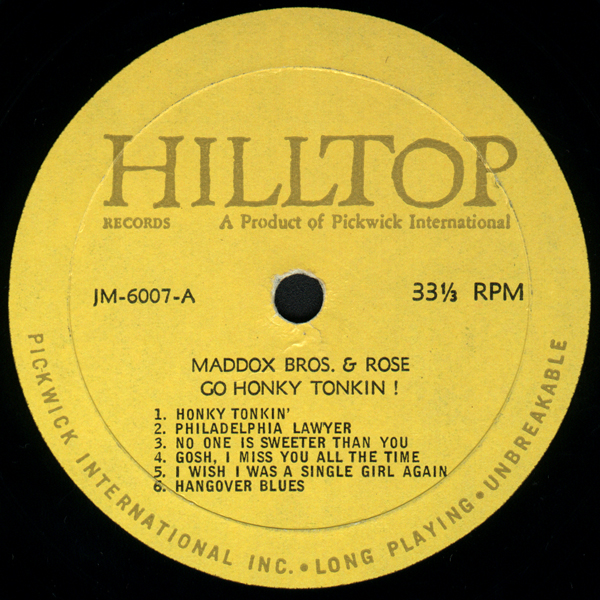 HILLTOP
RECORDS A Product of Pickwick International
JM-6007-A 33⅓ RPM
MADDOX BROS. & ROSE
GO HONKY TONKIN !
1. HONKY TONKIN'
2. PHILADELPHIA LAWYER
3. NO ONE IS SWEETER THAN YOU
4. GOSH, I MISS YOU ALL THE TIME
5. I WISH I WAS A SINGLE GIRL AGAIN
6. HANGOVER BLUES
PICKWICK INTERNATIONAL INC. • LONG PLAYING • UNBREAKABLE